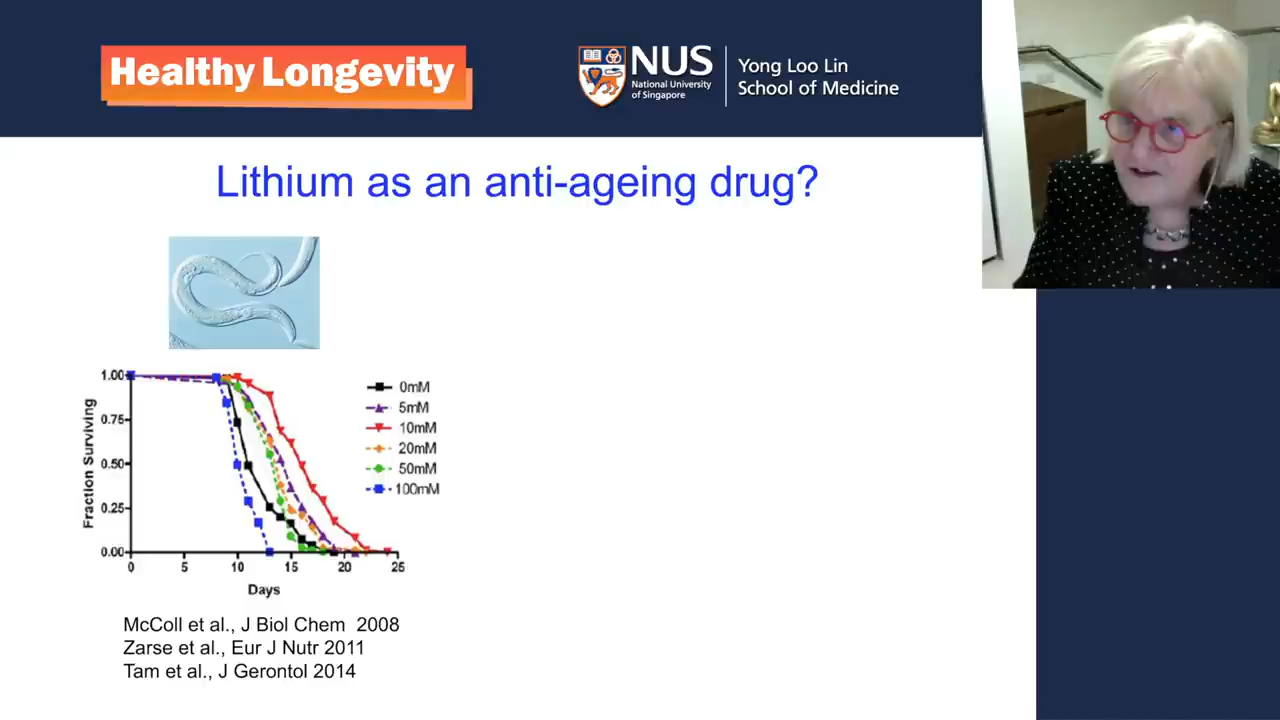 Healthy Longevity
NUS
National University
of Singapore
Yong Loo Lin
School of Medicine
Lithium as an anti-ageing drug?
1.00
0.75
0.50
0.25
0.00
Fraction Surviving
0 5 10 15 20 25
Days
0mM
5mM
10mM
20mM
50mM
100mM
McColl et al., J Biol Chem 2008
Zarse et al., Eur J Nutr 2011
Tam et al., J Gerontol 2014